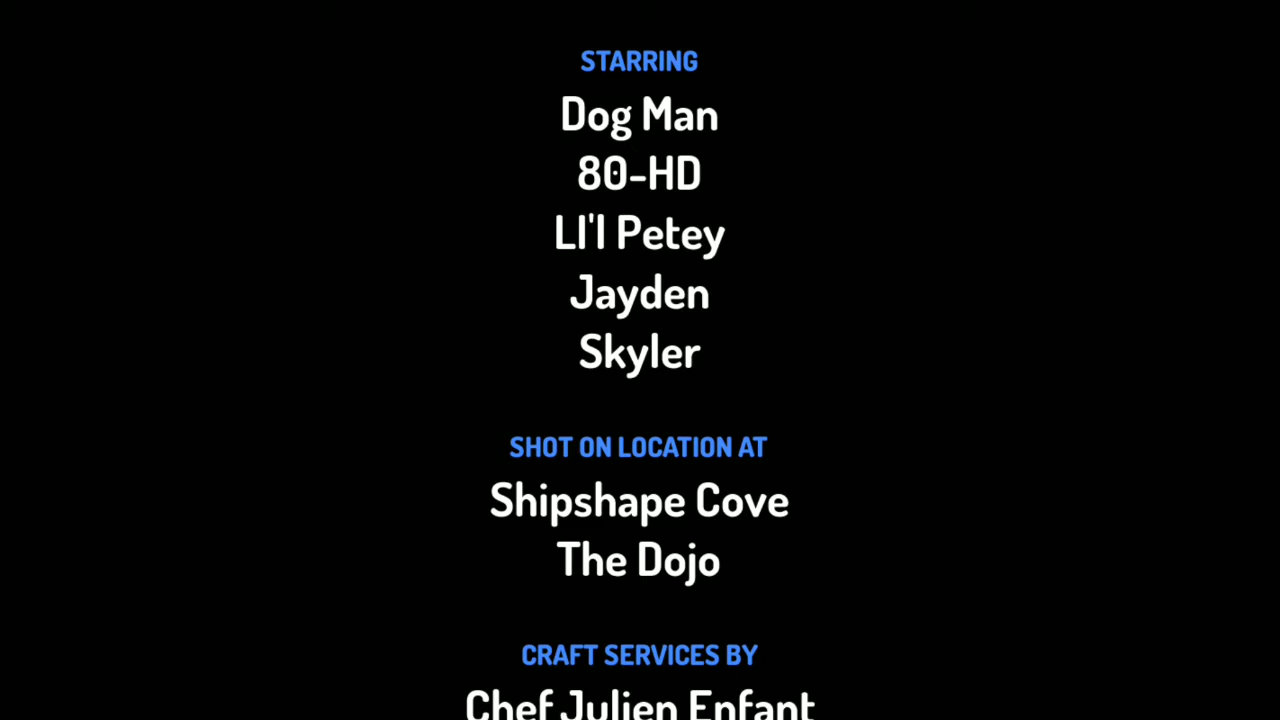 STARRING
Dog Man
80-HD
LI'l Petey
Jayden
Skyler
SHOT ON LOCATION AT
Shipshape Cove
The Dojo
CRAFT SERVICES BY
Chef Julien Enfant